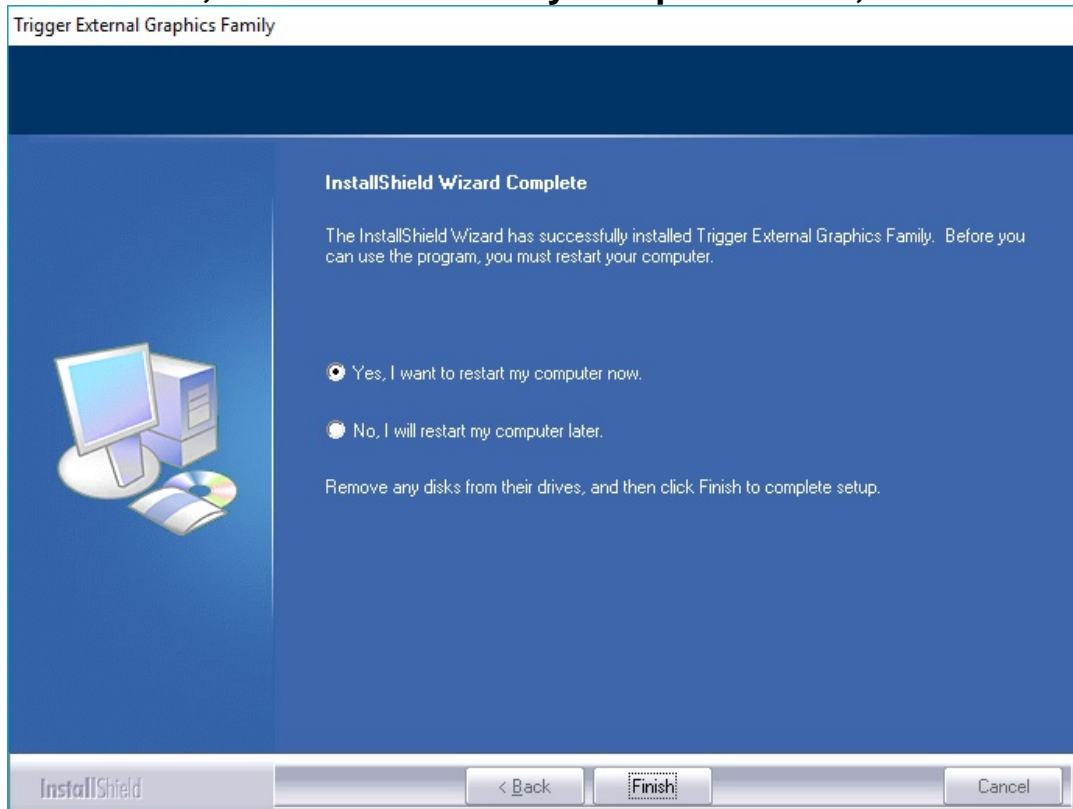 Trigger External Graphics Family
InstallShield Wizard Complete
The InstallShield Wizard has successfully installed Trigger External Graphics Family. Before you
can use the program, you must restart your computer.
Yes, I want to restart my computer now.
No, I will restart my computer later.
Remove any disks from their drives, and then click Finish to complete setup.
InstallShield
< Back
Finish
Cancel